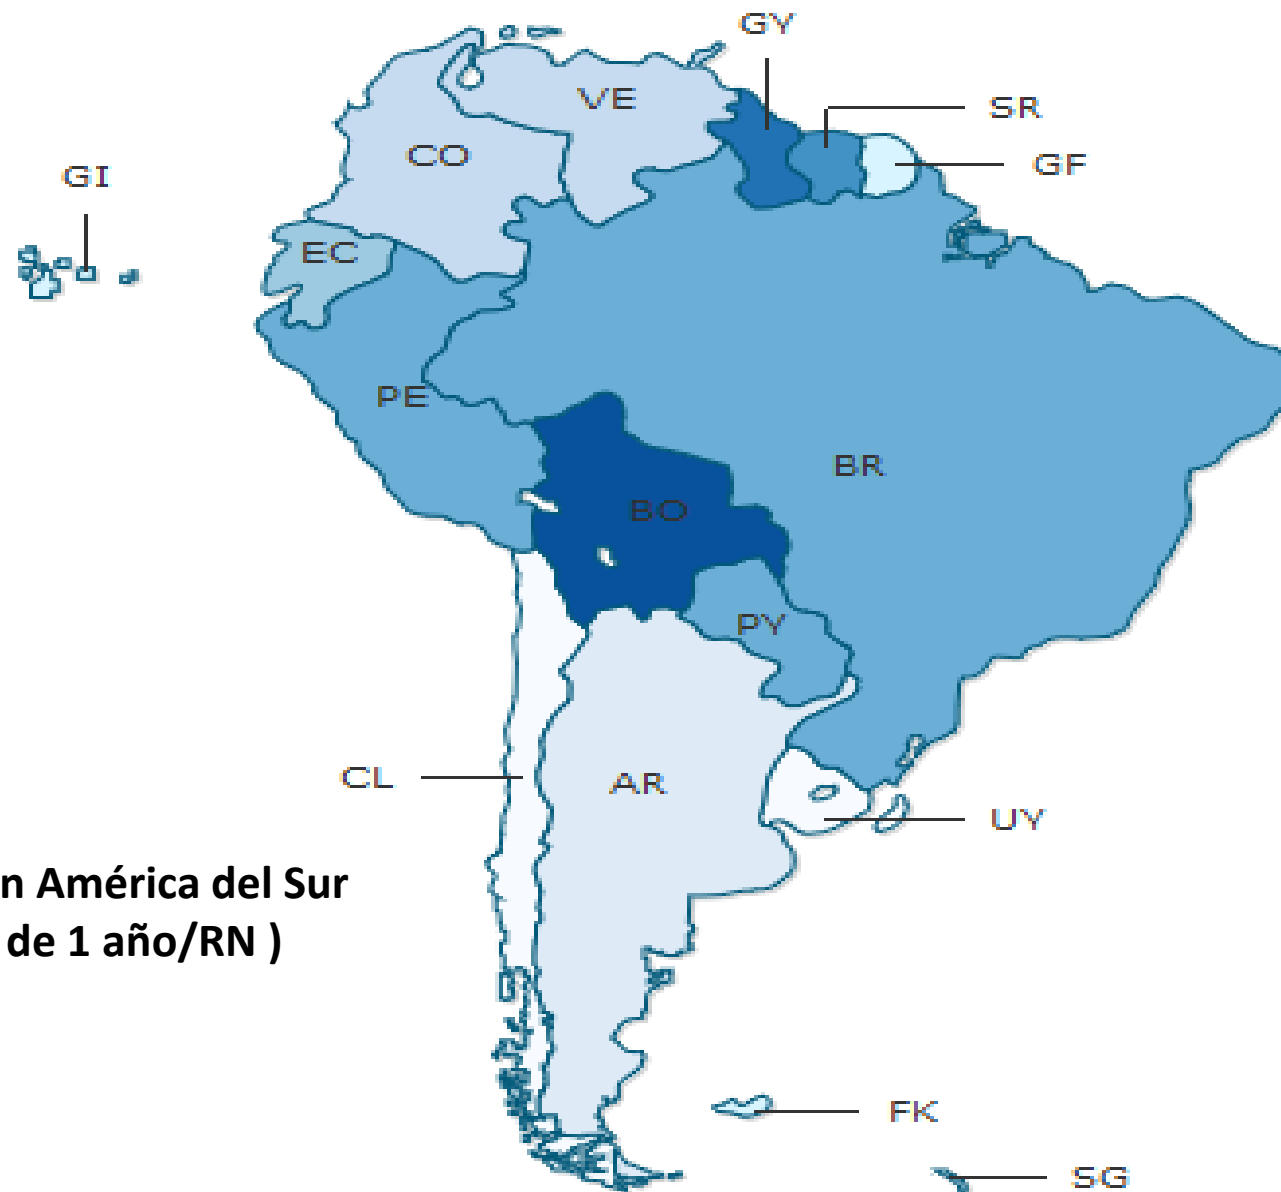 GY
VE
SR
CO
GF
GI
EC
PE
BR
BO
PY
CL
AR
UY
n América del Sur
de 1 año/RN )
FK
SG